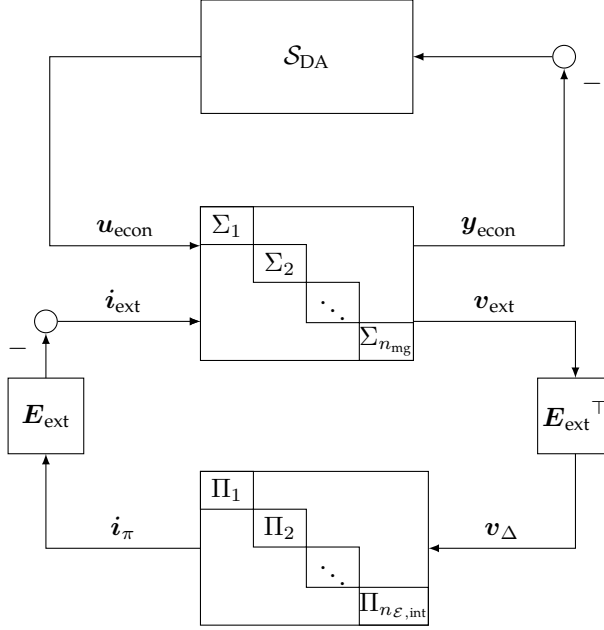 𝒮_DA
−
𝒖_econ
Σ_1
𝒚_econ
Σ_2
𝒊_ext
⋱
𝒗_ext
Σ_{n_mg}
−
𝑬_ext
𝑬_ext^⊤
Π_1
𝒊_π
Π_2
𝒗_Δ
⋱
Π_{n_{ℰ,int}}